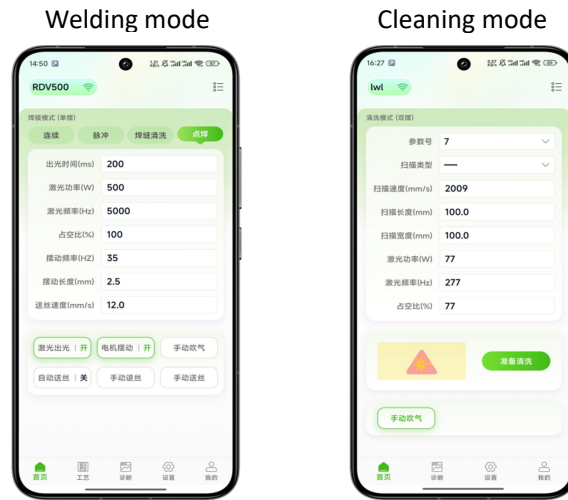 Welding mode
Cleaning mode
14:50
RDV500
焊接模式 (单摆)
连续 脉冲 焊缝清洗 点焊
出光时间(ms) 200
激光功率(W) 500
激光频率(Hz) 5000
占空比(%) 100
摆动频率(HZ) 35
摆动长度(mm) 2.5
送丝速度(mm/s) 12.0
激光出光 | 开 电机摆动 | 开 手动吹气
自动送丝 | 关 手动退丝 手动送丝
首页 工艺 诊断 设置 我的
16:27
lwl
清洗模式 (双摆)
参数号 7
扫描类型 —
扫描速度(mm/s) 2009
扫描长度(mm) 100.0
扫描宽度(mm) 100.0
激光功率(W) 77
激光频率(Hz) 277
占空比(%) 77
准备清洗
手动吹气
首页 诊断 设置 我的